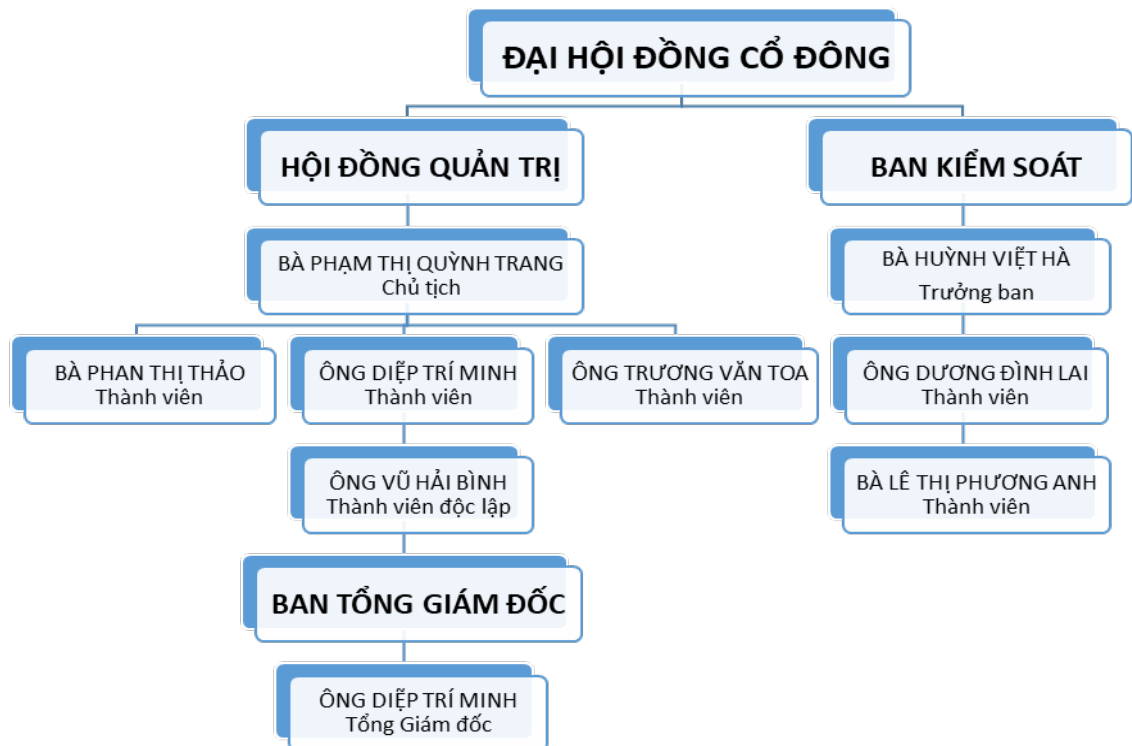 ĐẠI HỘI ĐỒNG CỔ ĐÔNG
HỘI ĐỒNG QUẢN TRỊ
BAN KIỂM SOÁT
BÀ PHẠM THỊ QUỲNH TRANG
Chủ tịch
BÀ HUỲNH VIỆT HÀ
Trưởng ban
BÀ PHAN THỊ THẢO
Thành viên
ÔNG DIỆP TRÍ MINH
Thành viên
ÔNG TRƯƠNG VĂN TOA
Thành viên
ÔNG DƯƠNG ĐÌNH LAI
Thành viên
ÔNG VŨ HẢI BÌNH
Thành viên độc lập
BÀ LÊ THỊ PHƯƠNG ANH
Thành viên
BAN TỔNG GIÁM ĐỐC
ÔNG DIỆP TRÍ MINH
Tổng Giám đốc